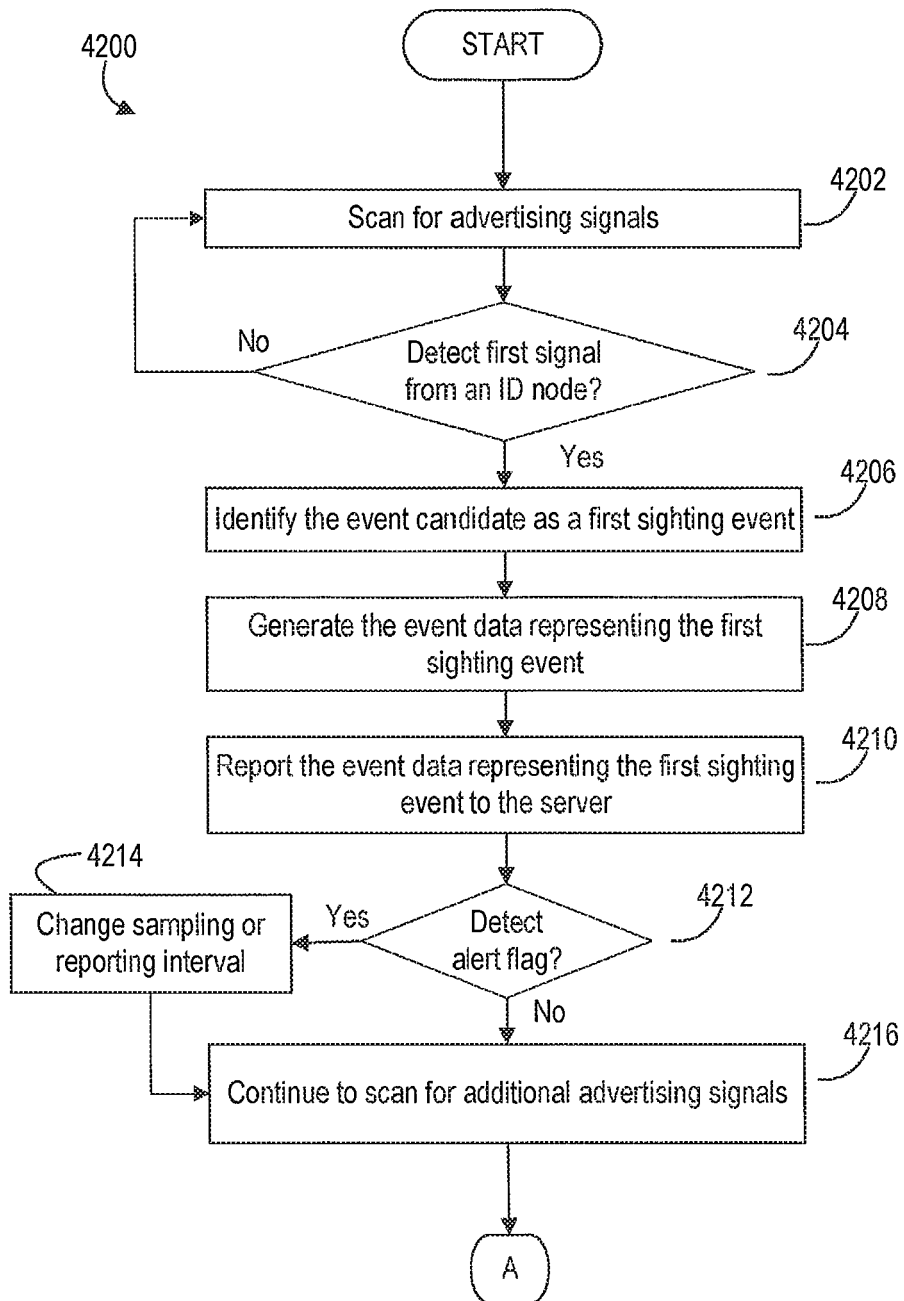 START
4200
4202
Scan for advertising signals
4204
No
Detect first signal
from an ID node?
Yes
4206
Identify the event candidate as a first sighting event
4208
Generate the event data representing the first
sighting event
4210
Report the event data representing the first sighting
event to the server
4214
4212
Change sampling or
reporting interval
Yes
Detect
alert flag?
No
4216
Continue to scan for additional advertising signals
A